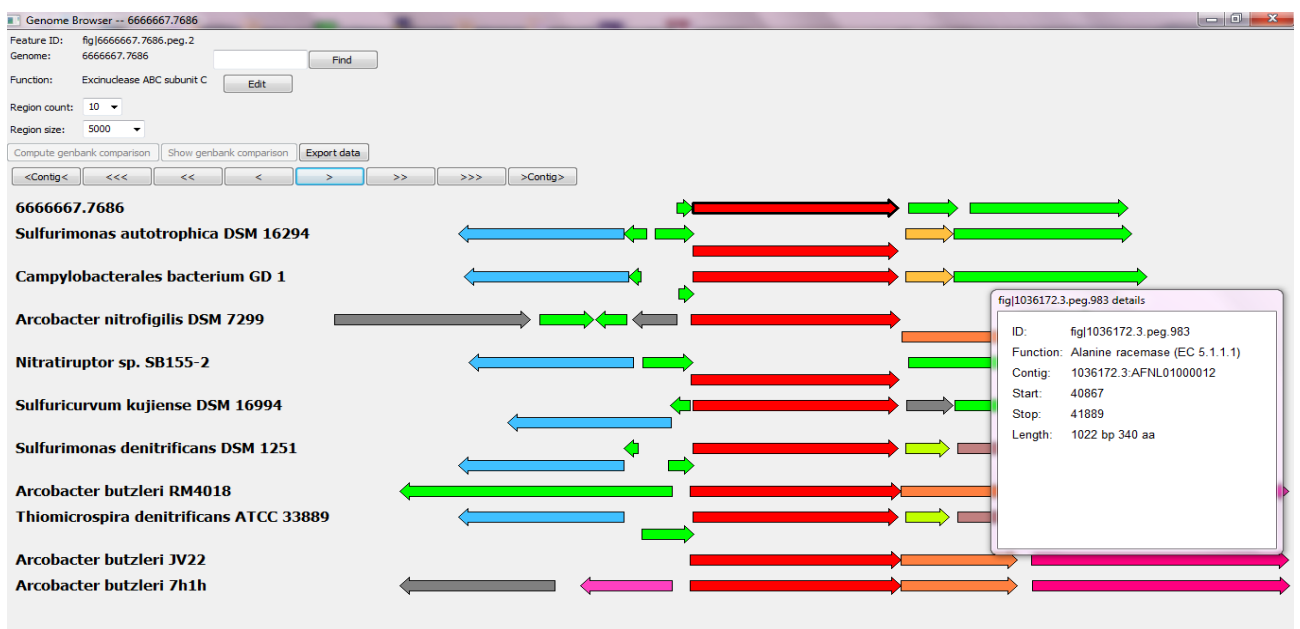 Genome Browser -- 6666667.7686
Feature ID: fig|6666667.7686.peg.2
Genome: 6666667.7686 Find
Function: Excinuclease ABC subunit C Edit
Region count: 10
Region size: 5000
Compute genbank comparison Show genbank comparison Export data
<Contig< <<< << < > >> >>> >Contig>
6666667.7686
Sulfurimonas autotrophica DSM 16294
Campylobacterales bacterium GD 1
Arcobacter nitrofigilis DSM 7299
Nitratiruptor sp. SB155-2
Sulfuricurvum kujiense DSM 16994
Sulfurimonas denitrificans DSM 1251
Arcobacter butzleri RM4018
Thiomicrospira denitrificans ATCC 33889
Arcobacter butzleri JV22
Arcobacter butzleri 7h1h
fig|1036172.3.peg.983 details
ID: fig|1036172.3.peg.983
Function: Alanine racemase (EC 5.1.1.1)
Contig: 1036172.3:AFNL01000012
Start: 40867
Stop: 41889
Length: 1022 bp 340 aa